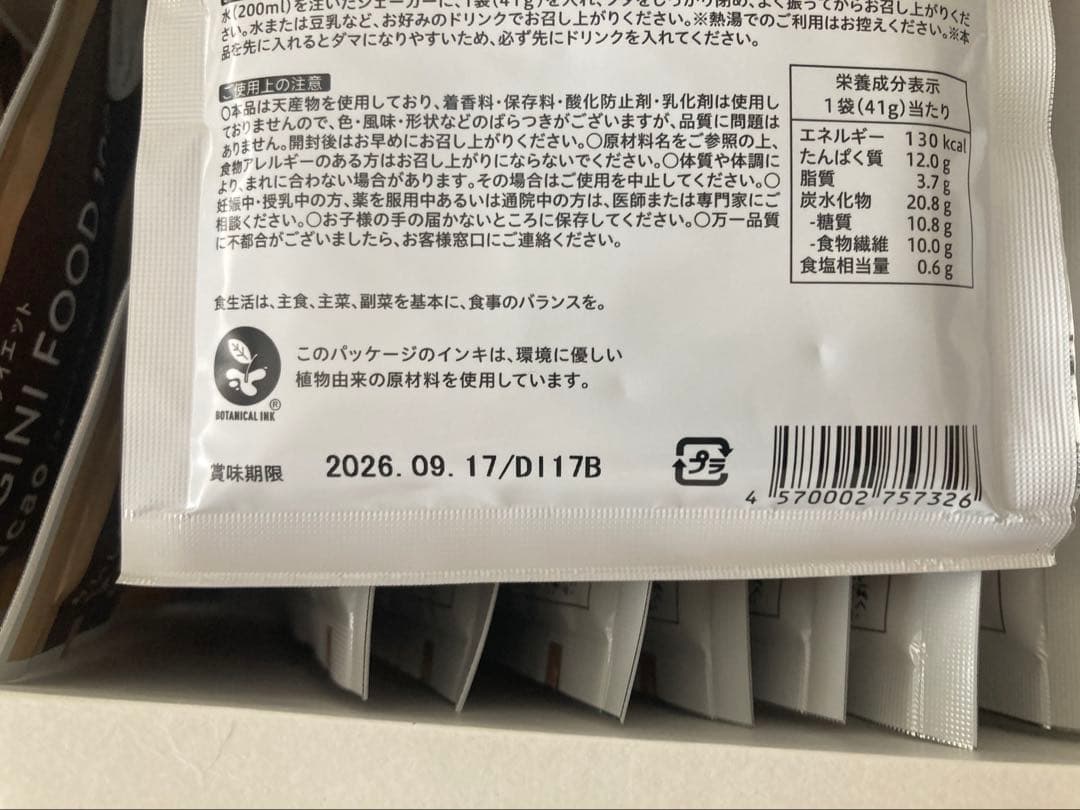 水(200ml)を注いだシェーカーに、1袋(41g)を入れ、フタをしっかり閉め、よく振ってからお召し上がりくだ
さい。水または豆乳など、お好みのドリンクでお召し上がりください。※熱湯でのご利用はお控えください。※本
品を先に入れるとダマになりやすいため、必ず先にドリンクを入れてください。
ご使用上の注意
○本品は天産物を使用しており、着香料・保存料・酸化防止剤・乳化剤は使用し
ておりませんので、色・風味・形状などのばらつきがございますが、品質に問題は
ありません。開封後はお早めにお召し上がりください。○原材料名をご参照の上、
食物アレルギーのある方はお召し上がりにならないでください。○体質や体調に
より、まれに合わない場合があります。その場合はご使用を中止してください。○
妊娠中・授乳中の方、薬を服用中あるいは通院中の方は、医師または専門家にご
相談ください。○お子様の手の届かないところに保存してください。○万一品質
に不都合がございましたら、お客様窓口にご連絡ください。
栄養成分表示
1袋(41g)当たり
エネルギー 130 kcal
たんぱく質 12.0 g
脂質 3.7 g
炭水化物 20.8 g
-糖質 10.8 g
-食物繊維 10.0 g
食塩相当量 0.6 g
食生活は、主食、主菜、副菜を基本に、食事のバランスを。
このパッケージのインキは、環境に優しい
植物由来の原材料を使用しています。
BOTANICAL INK ®
賞味期限 2026. 09. 17/DI17B
プラ
4 570002 757326
GINI FOOD
cao
イエット